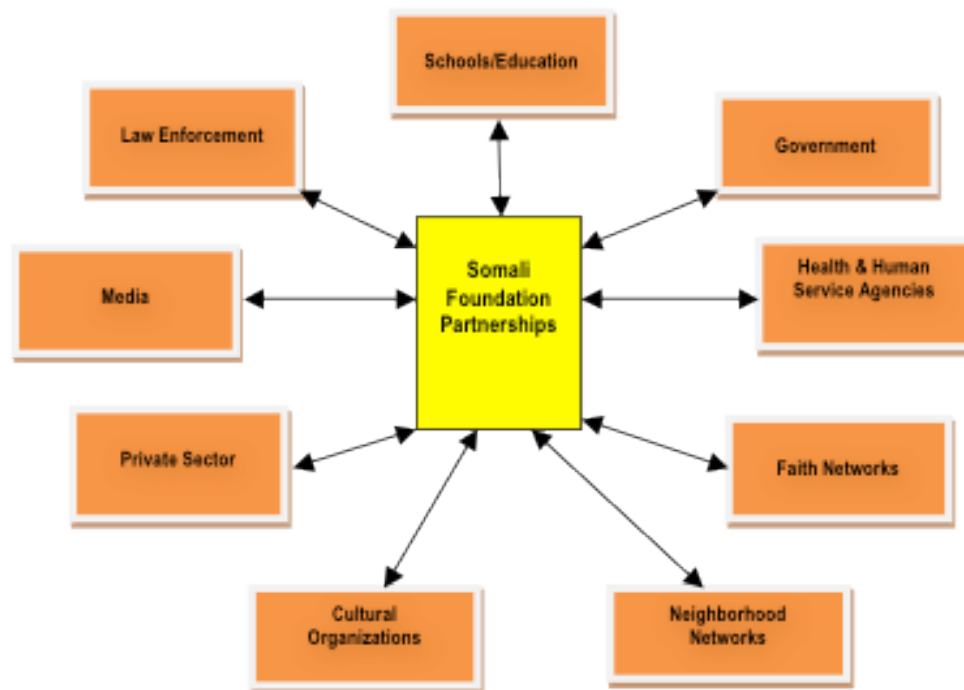 Schools/Education
Law Enforcement
Government
Somali
Foundation
Partnerships
Health & Human
Service Agencies
Media
Private Sector
Faith Networks
Cultural
Organizations
Neighborhood
Networks